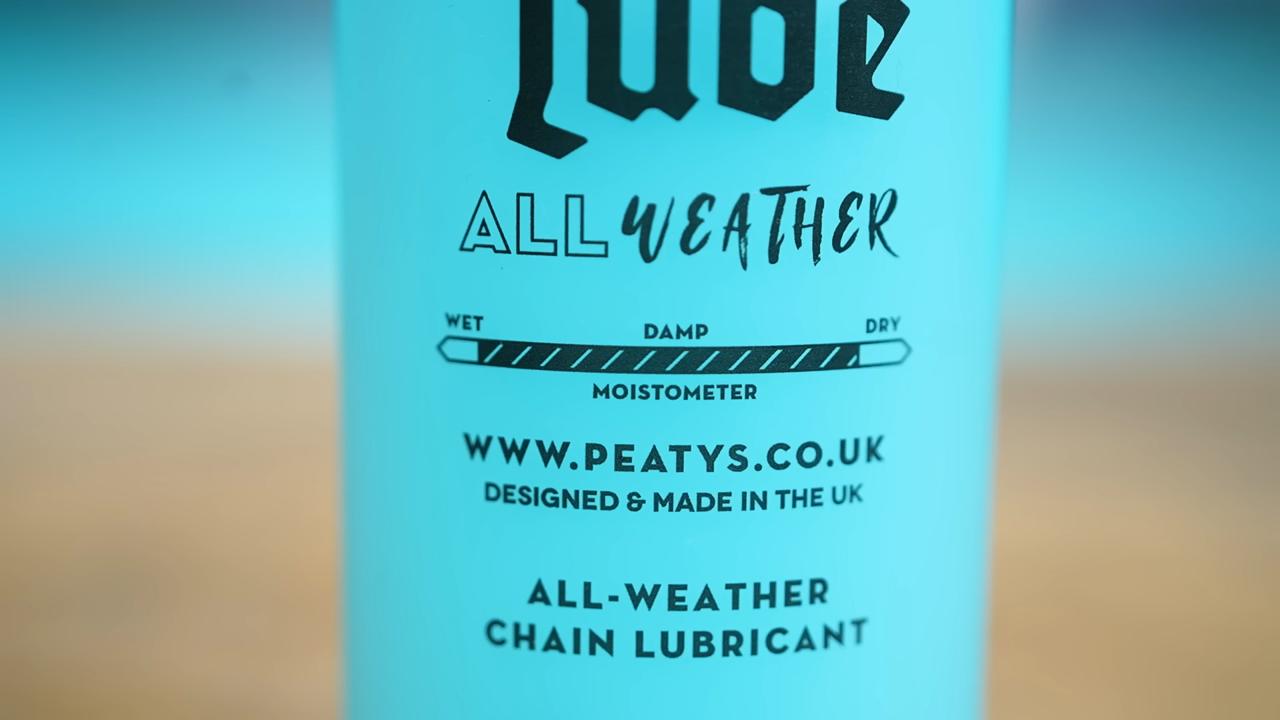 Lube
ALL WEATHER
WET DAMP DRY
MOISTOMETER
WWW.PEATYS.CO.UK
DESIGNED & MADE IN THE UK
ALL-WEATHER
CHAIN LUBRICANT